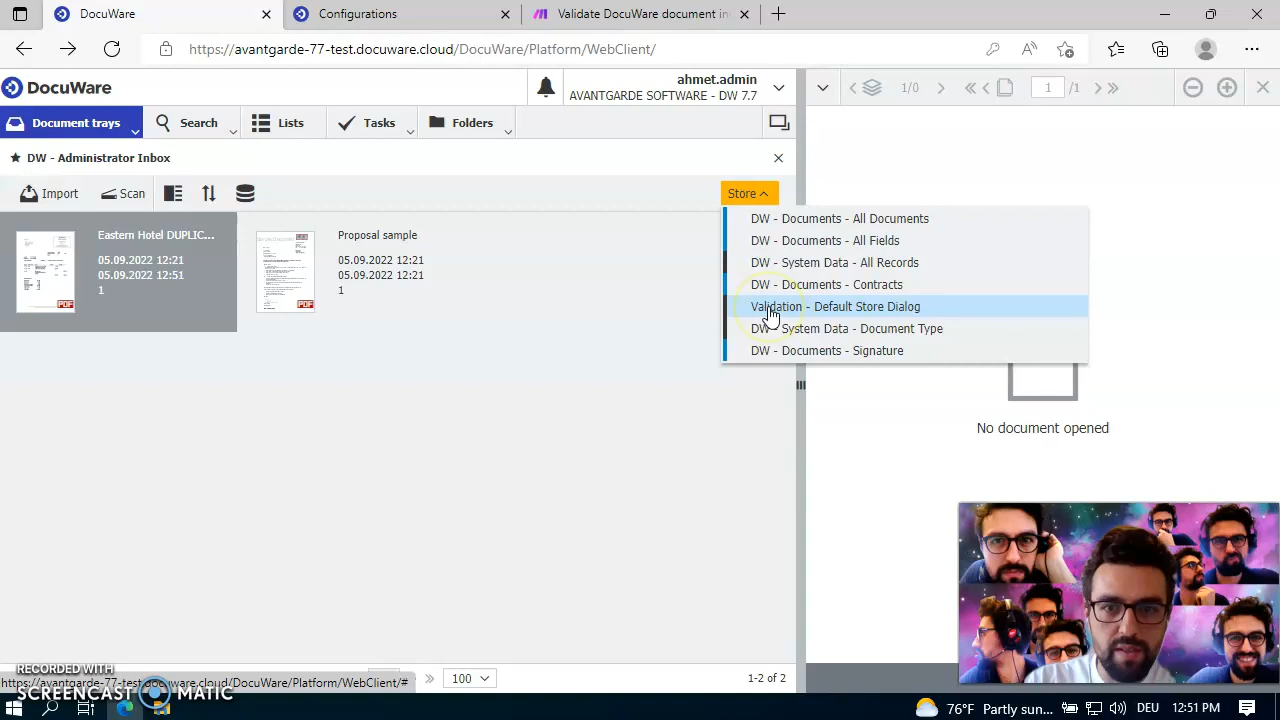 DocuWare
Configurations
Validate DocuWare document in
https://avantgarde-77-test.docuware.cloud/DocuWare/Platform/WebClient/
DocuWare
ahmet.admin
AVANTGARDE SOFTWARE - DW 7.7
1/0
1
/1
Document trays
Search
Lists
Tasks
Folders
DW - Administrator Inbox
Import
Scan
Store
DW - Documents - All Documents
DW - Documents - All Fields
DW - System Data - All Records
DW - Documents - Contracts
Validation - Default Store Dialog
DW - System Data - Document Type
DW - Documents - Signature
Eastern Hotel DUPLIC...
05.09.2022 12:21
05.09.2022 12:51
1
PDF
Proposal sample
05.09.2022 12:21
05.09.2022 12:21
1
PDF
No document opened
RECORDED WITH
SCREENCAST MATIC
https://avantgarde-77-test.docuware.cloud/DocuWare/Platform/WebClient/#
100
1-2 of 2
76°F Partly sun...
DEU
12:51 PM